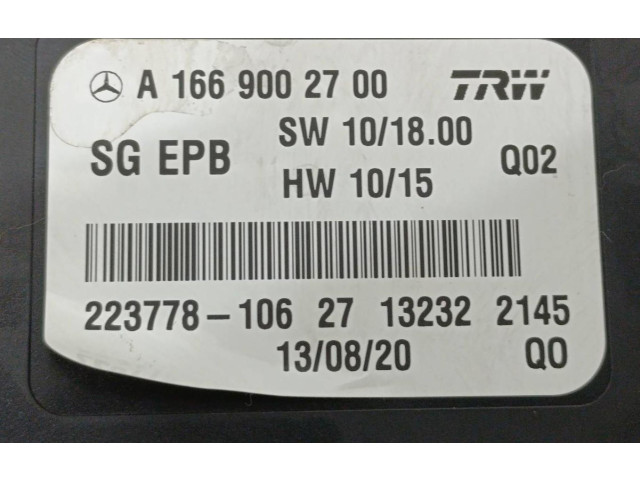 A 166 900 27 00 TRW
SG EPB SW 10/18.00 Q02
HW 10/15
223778-106 27 13232 2145
13/08/20 Q0